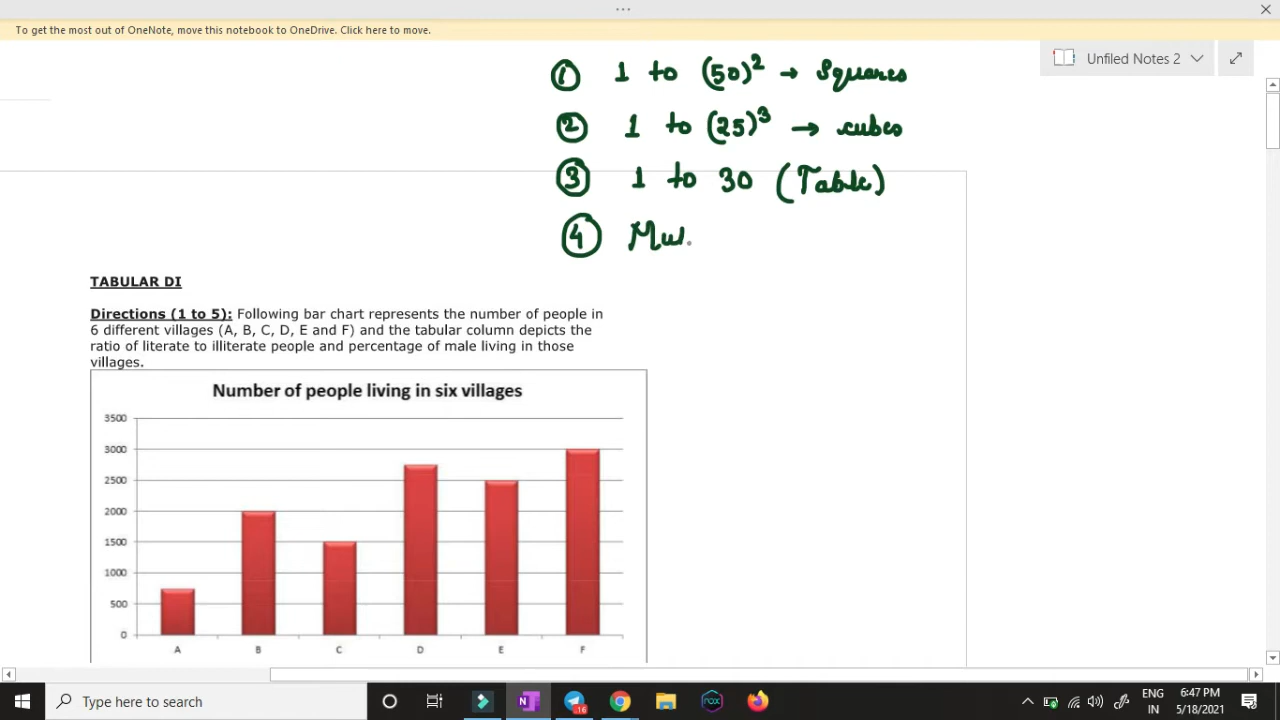 To get the most out of OneNote, move this notebook to OneDrive. Click here to move.
Unfiled Notes 2
① 1 to (50)² → Squares
② 1 to (25)³ → cubes
③ 1 to 30 (Table)
④ Mul
TABULAR DI
Directions (1 to 5): Following bar chart represents the number of people in
6 different villages (A, B, C, D, E and F) and the tabular column depicts the
ratio of literate to illiterate people and percentage of male living in those
villages.
Number of people living in six villages
3500
3000
2500
2000
1500
1000
500
0
A B C D E F
Type here to search
16
nox
ENG
IN
6:47 PM
5/18/2021